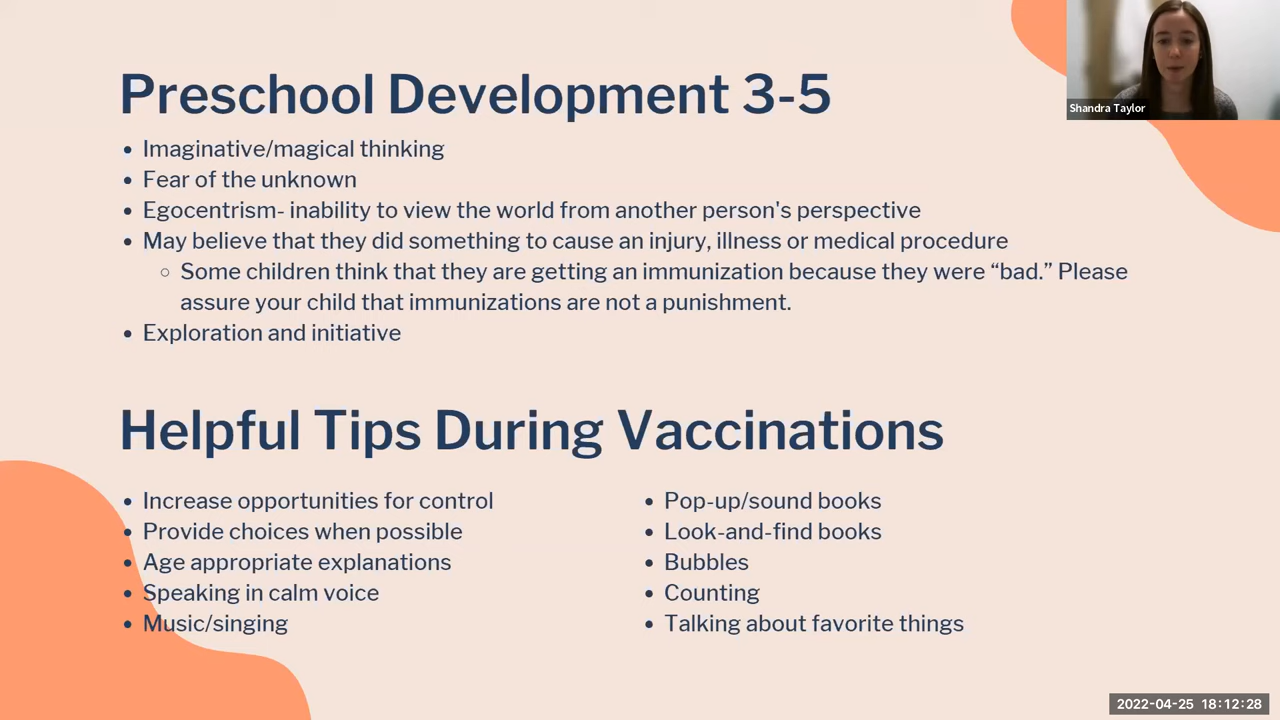 Preschool Development 3-5
• Imaginative/magical thinking
• Fear of the unknown
• Egocentrism- inability to view the world from another person's perspective
• May believe that they did something to cause an injury, illness or medical procedure
○ Some children think that they are getting an immunization because they were “bad.” Please
assure your child that immunizations are not a punishment.
• Exploration and initiative
Helpful Tips During Vaccinations
• Increase opportunities for control
• Provide choices when possible
• Age appropriate explanations
• Speaking in calm voice
• Music/singing
• Pop-up/sound books
• Look-and-find books
• Bubbles
• Counting
• Talking about favorite things
Shandra Taylor
2022-04-25 18:12:28